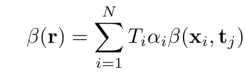 β(r) = ∑_{i=1}^{N} T_i α_i β(x_i, t_j)